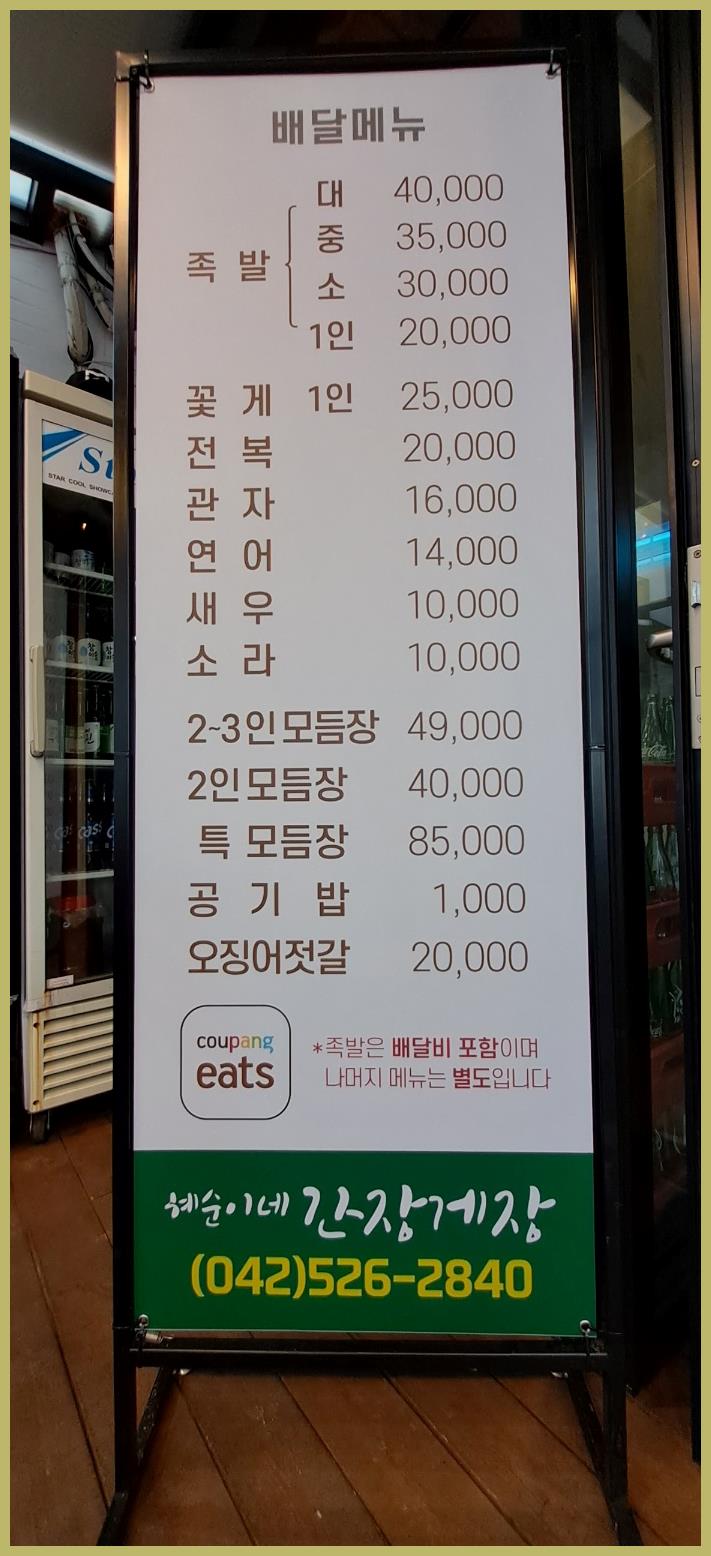 배달메뉴
대 40,000
중 35,000
족 발
소 30,000
1인 20,000
꽃 게 1인 25,000
전 복 20,000
관 자 16,000
연 어 14,000
새 우 10,000
소 라 10,000
2~3인 모듬장 49,000
2인 모듬장 40,000
특 모듬장 85,000
공 기 밥 1,000
오징어젓갈 20,000
coupang
eats
*족발은 배달비 포함이며
나머지 메뉴는 별도입니다
혜순이네 간장게장
(042)526-2840
St
STAR COOL SHOWC
cass